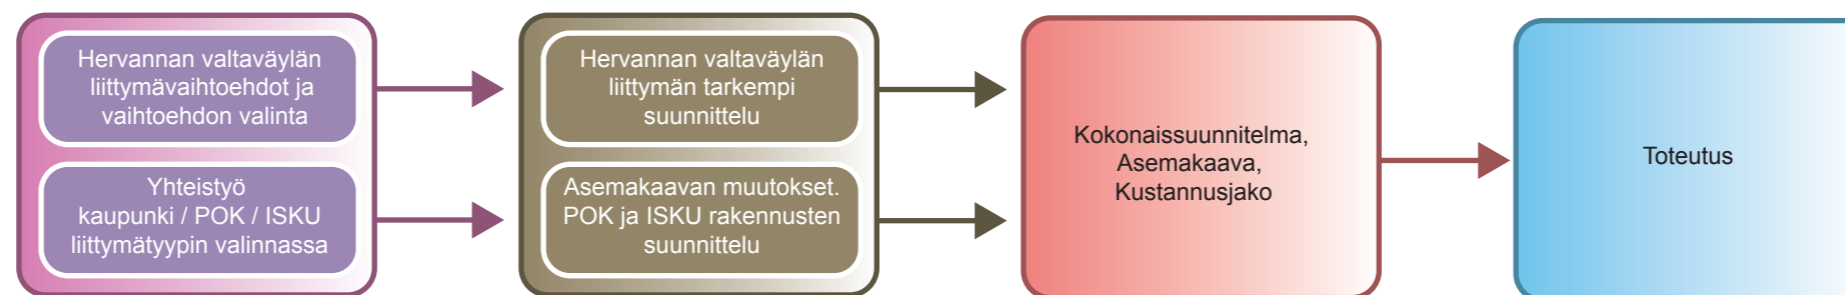 Hervannan valtaväylän
liittymävaihtoehdot ja
vaihtoehdon valinta
Yhteistyö
kaupunki / POK / ISKU
liittymätyypin valinnassa
Hervannan valtaväylän
liittymän tarkempi
suunnittelu
Asemakaavan muutokset.
POK ja ISKU rakennusten
suunnittelu
Kokonaissuunnitelma,
Asemakaava,
Kustannusjako
Toteutus